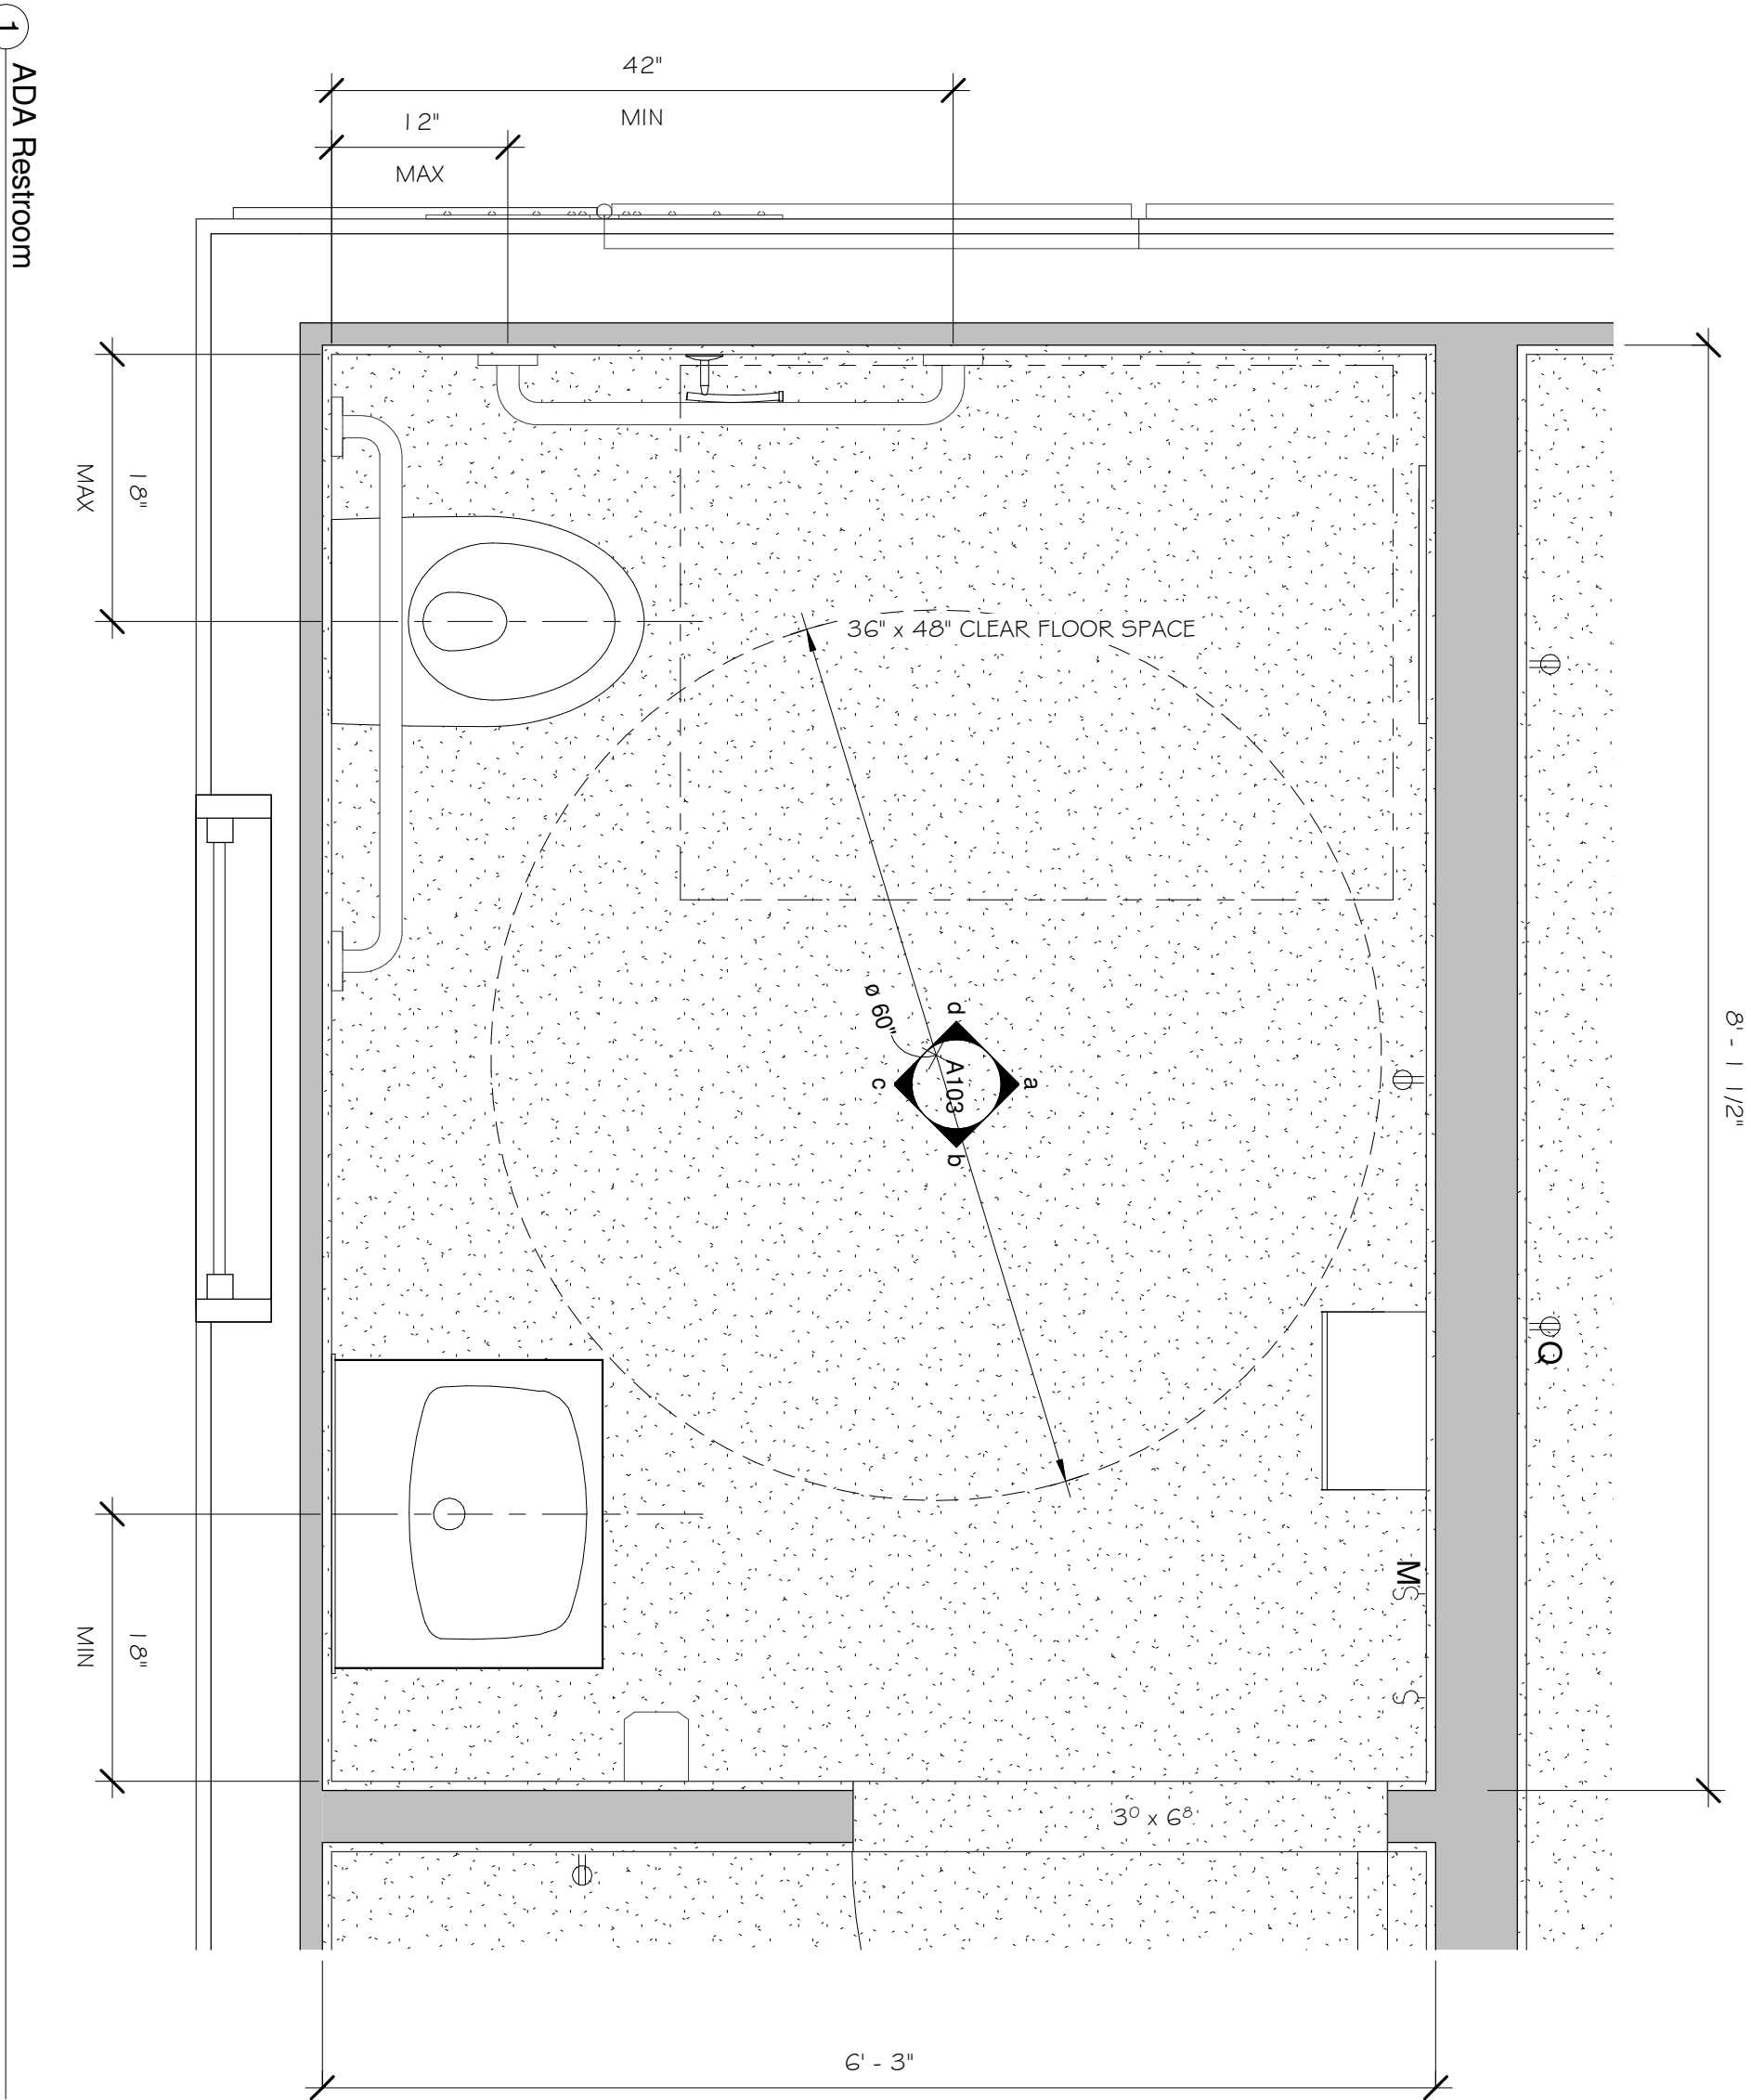 1
ADA Restroom
42"
MIN
12"
MAX
18"
MAX
36" x 48" CLEAR FLOOR SPACE
8' - 1 1/2"
ø 60"
d
a
A103
c
b
Q
M
S
S
18"
MIN
3⁰ x 6⁸
6' - 3"